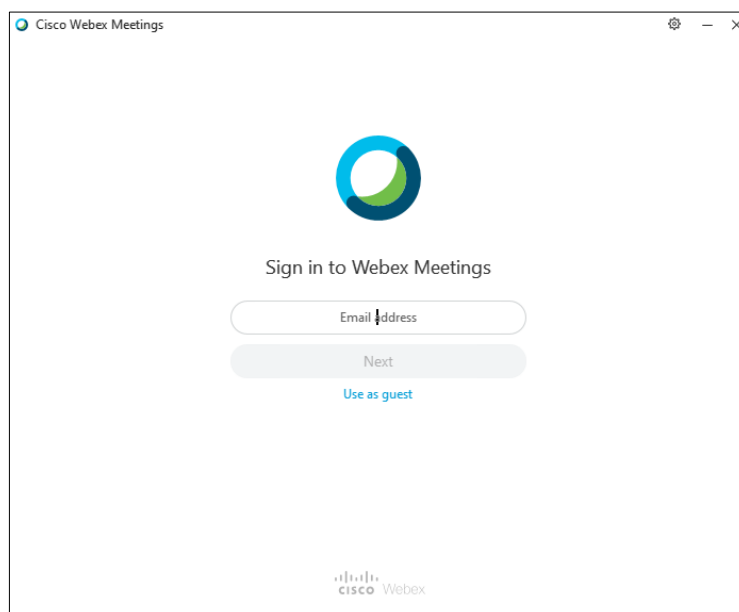 Cisco Webex Meetings
Sign in to Webex Meetings
Email address
Next
Use as guest
cisco Webex